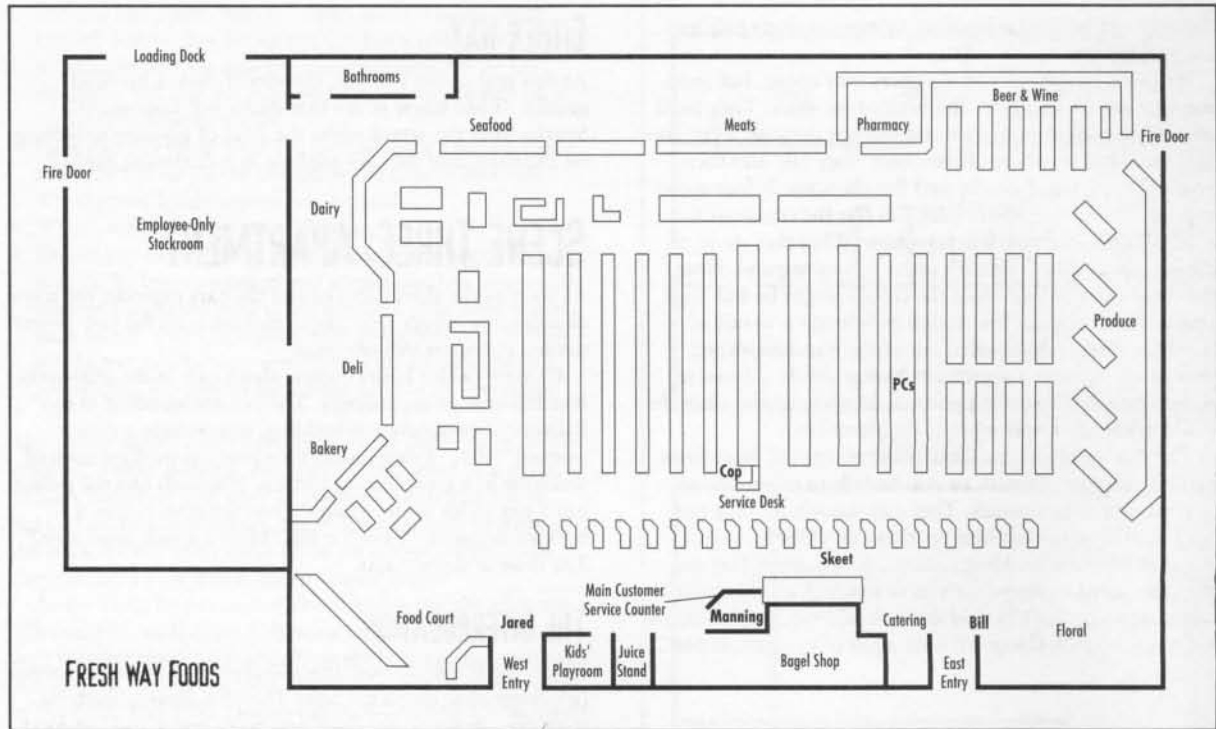 Loading Dock
Bathrooms
Beer & Wine
Seafood
Meats
Pharmacy
Fire Door
Fire Door
Dairy
Employee-Only
Stockroom
Produce
Deli
PCs
Bakery
Cop
Service Desk
Skeet
Main Customer
Service Counter
Food Court
Jared
Manning
Catering
Bill
Floral
Kids'
Playroom
Juice
Stand
Bagel Shop
West
Entry
East
Entry
FRESH WAY FOODS